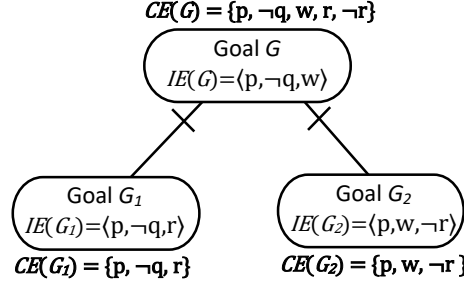 CE(G) = {p, ¬q, w, r, ¬r}
Goal G
IE(G)=⟨p,¬q,w⟩
Goal G₁
IE(G₁)=⟨p,¬q,r⟩
CE(G₁) = {p, ¬q, r}
Goal G₂
IE(G₂)=⟨p,w,¬r⟩
CE(G₂) = {p, w, ¬r }